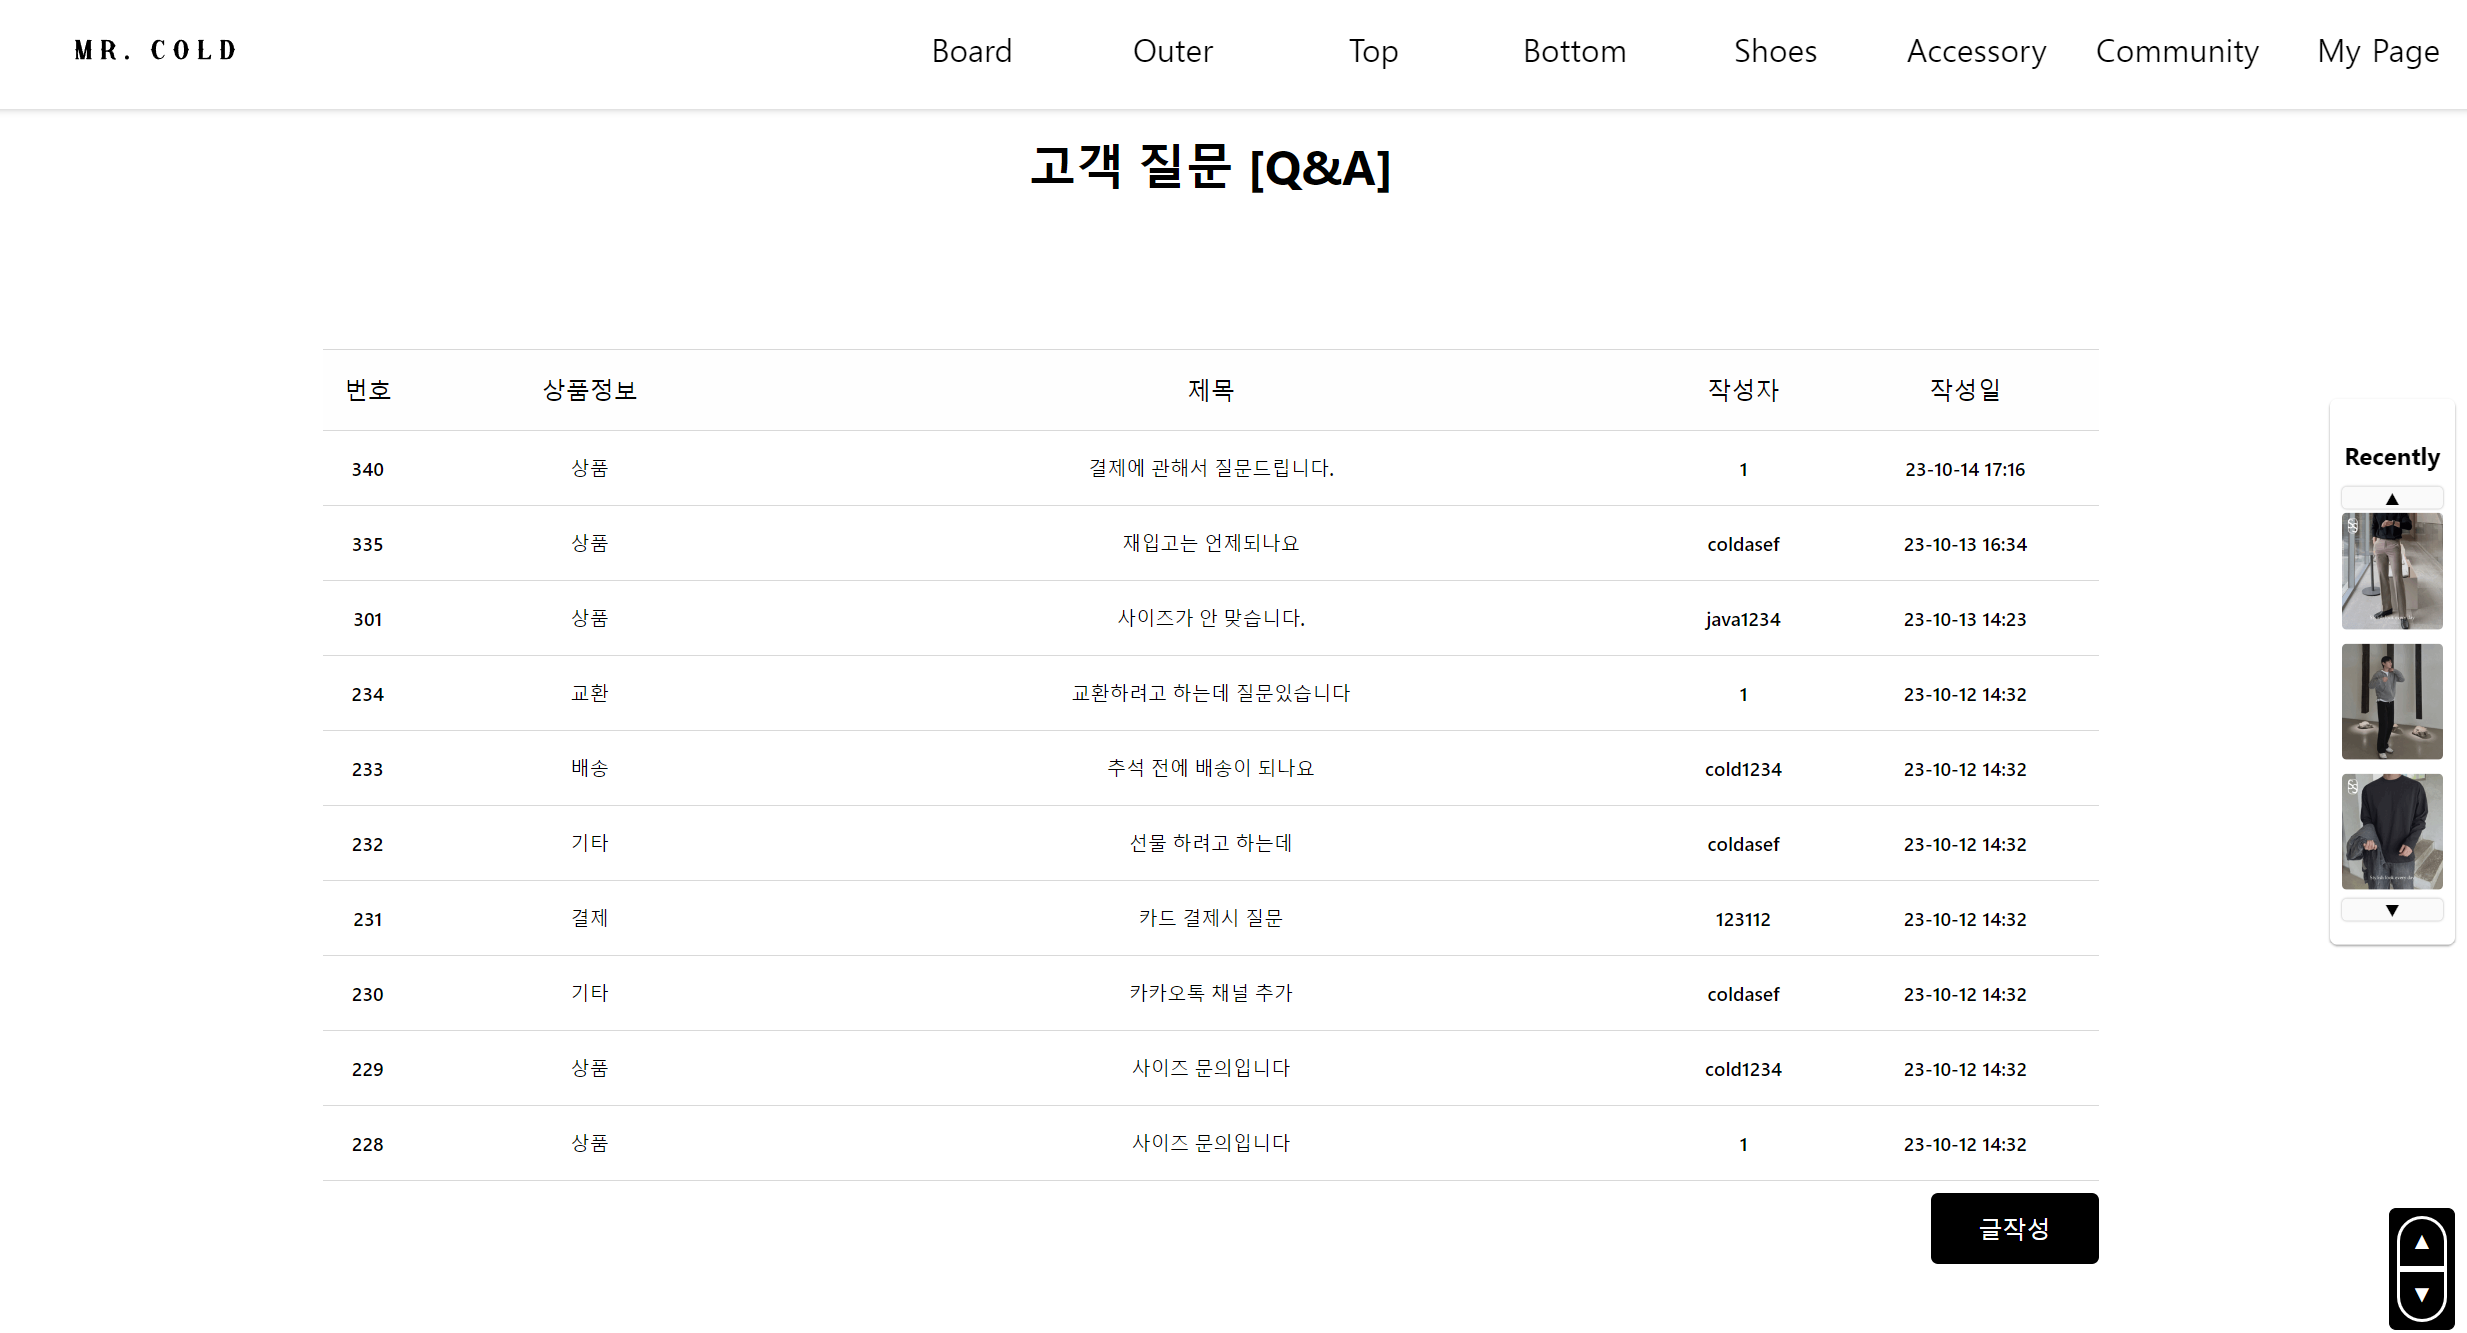 MR. COLD
Board Outer Top Bottom Shoes Accessory Community My Page
고객 질문 [Q&A]
번호 상품정보 제목 작성자 작성일
340 상품 결제에 관해서 질문드립니다. 1 23-10-14 17:16
335 상품 재입고는 언제되나요 coldasef 23-10-13 16:34
301 상품 사이즈가 안 맞습니다. java1234 23-10-13 14:23
234 교환 교환하려고 하는데 질문있습니다 1 23-10-12 14:32
233 배송 추석 전에 배송이 되나요 cold1234 23-10-12 14:32
232 기타 선물 하려고 하는데 coldasef 23-10-12 14:32
231 결제 카드 결제시 질문 123112 23-10-12 14:32
230 기타 카카오톡 채널 추가 coldasef 23-10-12 14:32
229 상품 사이즈 문의입니다 cold1234 23-10-12 14:32
228 상품 사이즈 문의입니다 1 23-10-12 14:32
글작성
Recently
▲
▼
▲
▼